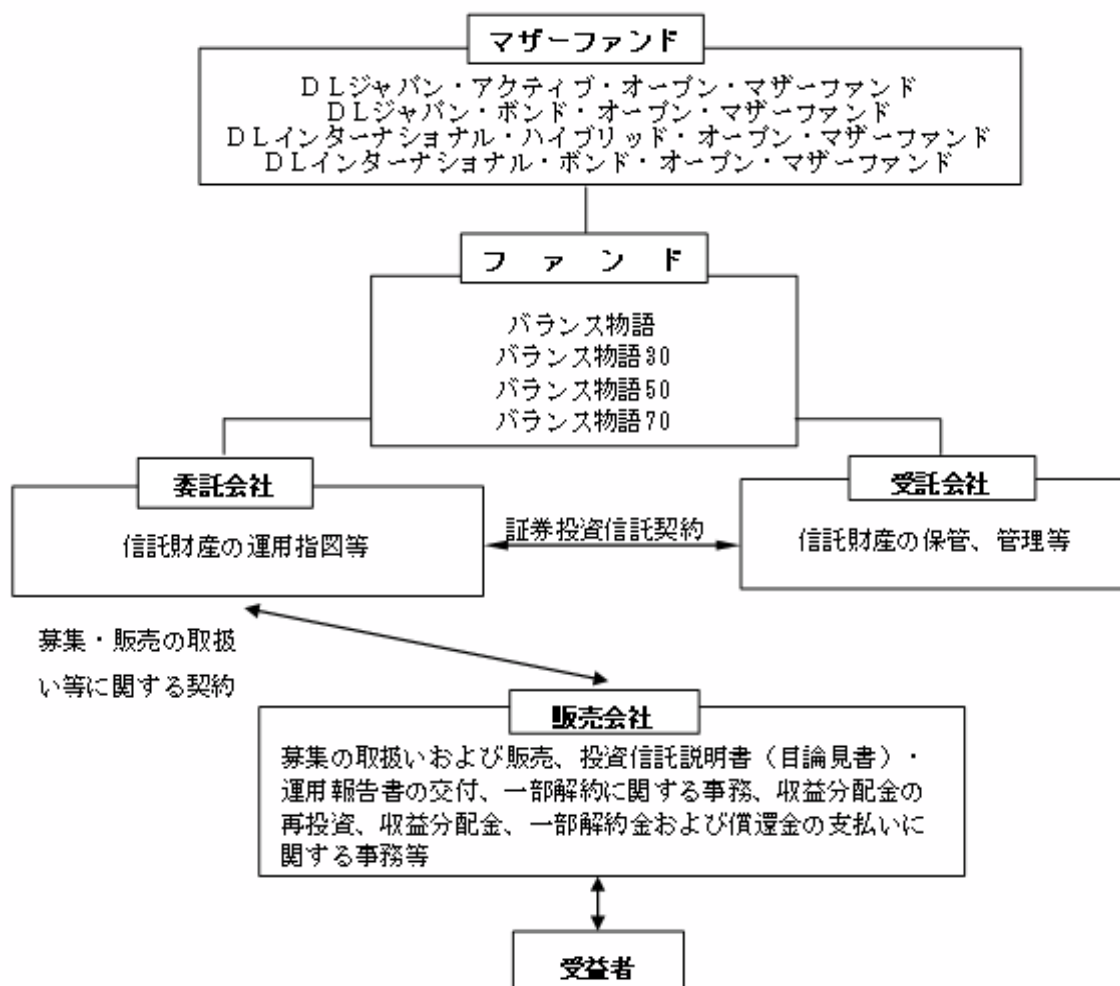 マザーファンド
ＤＬジャパン・アクティブ・オープン・マザーファンド
ＤＬジャパン・ボンド・オープン・マザーファンド
ＤＬインターナショナル・ハイブリッド・オープン・マザーファンド
ＤＬインターナショナル・ボンド・オープン・マザーファンド
ファンド
バランス物語
バランス物語30
バランス物語50
バランス物語70
委託会社
信託財産の運用指図等
証券投資信託契約
受託会社
信託財産の保管、管理等
募集・販売の取扱
い等に関する契約
販売会社
募集の取扱いおよび販売、投資信託説明書（目論見書）・
運用報告書の交付、一部解約に関する事務、収益分配金の
再投資、収益分配金、一部解約金および償還金の支払いに
関する事務等
受益者